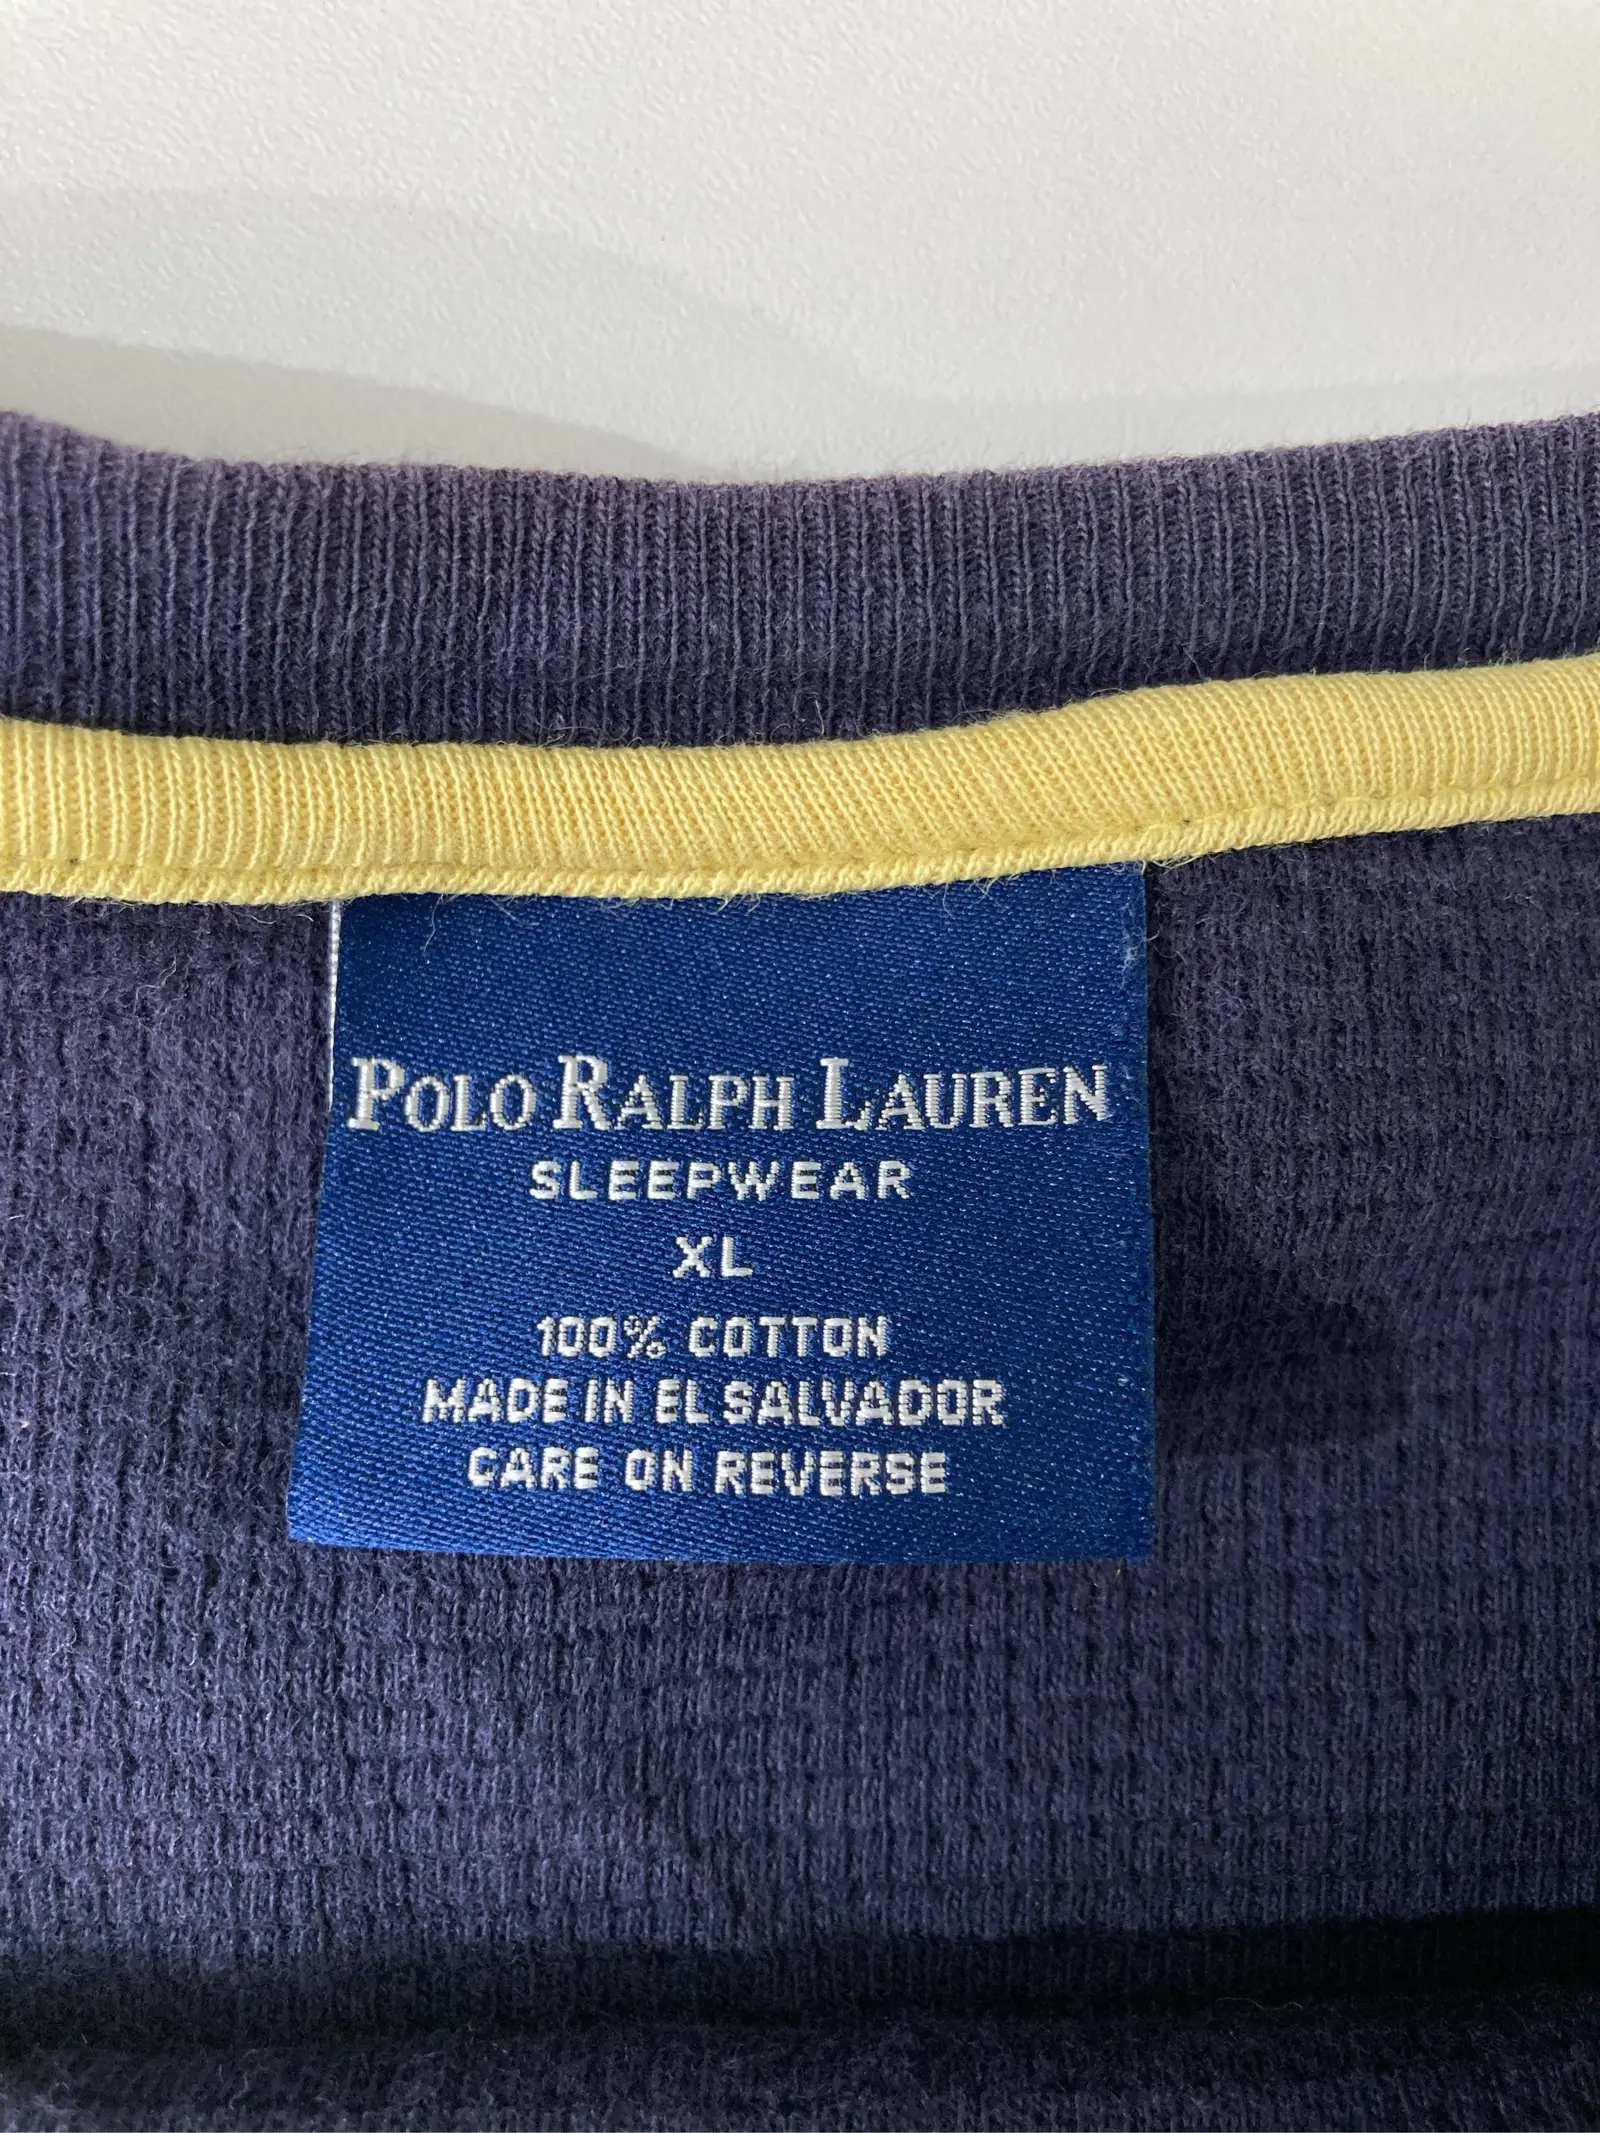 POLO RALPH LAUREN
SLEEPWEAR
XL
100% COTTON
MADE IN EL SALVADOR
CARE ON REVERSE